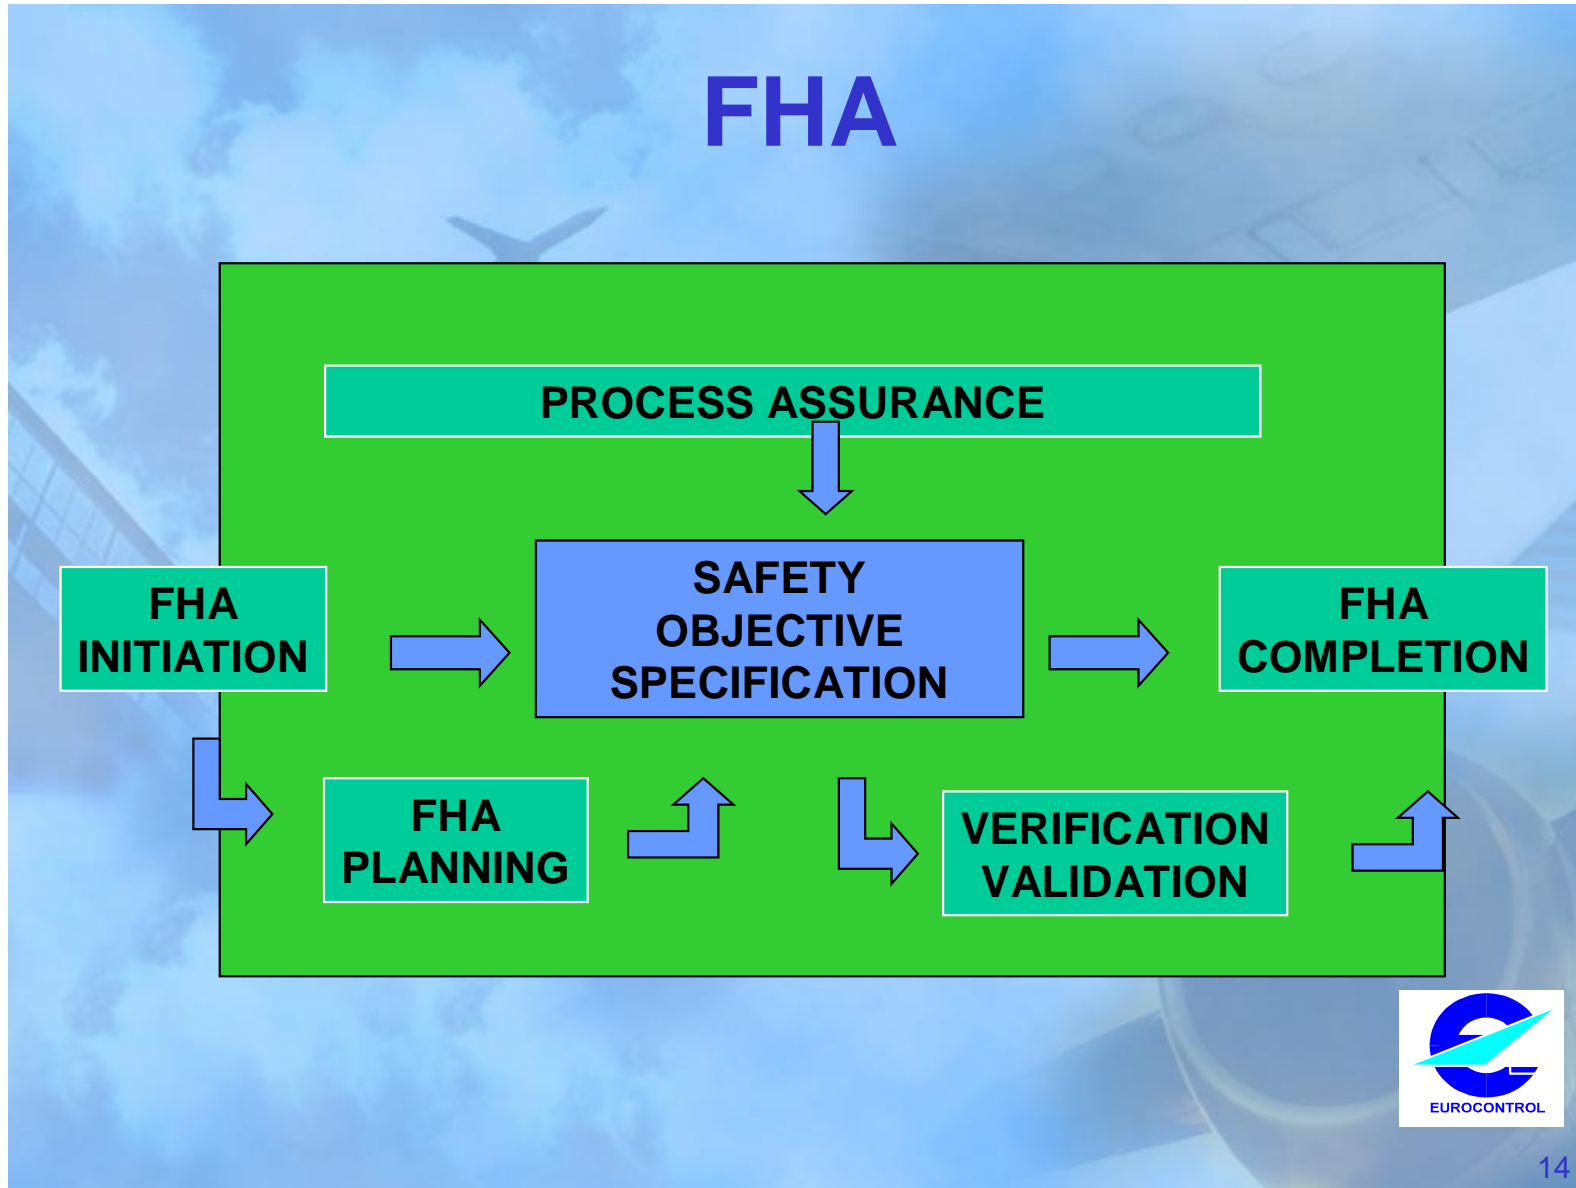 FHA
PROCESS ASSURANCE
FHA
INITIATION
SAFETY
OBJECTIVE
SPECIFICATION
FHA
COMPLETION
FHA
PLANNING
VERIFICATION
VALIDATION
EUROCONTROL
14